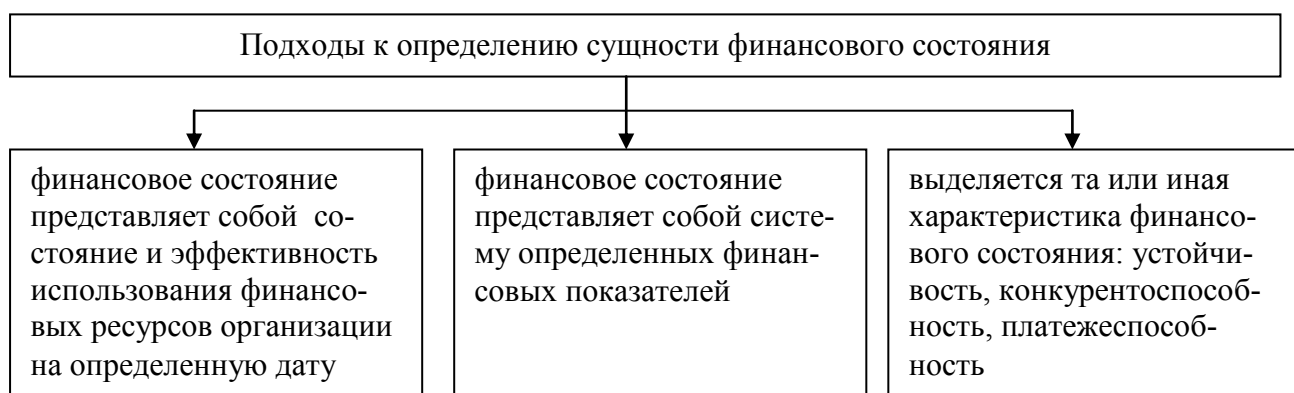 Подходы к определению сущности финансового состояния
финансовое состояние
представляет собой со-
стояние и эффективность
использования финансо-
вых ресурсов организации
на определенную дату
финансовое состояние
представляет собой систе-
му определенных финан-
совых показателей
выделяется та или иная
характеристика финансо-
вого состояния: устойчи-
вость, конкурентоспособ-
ность, платежеспособ-
ность